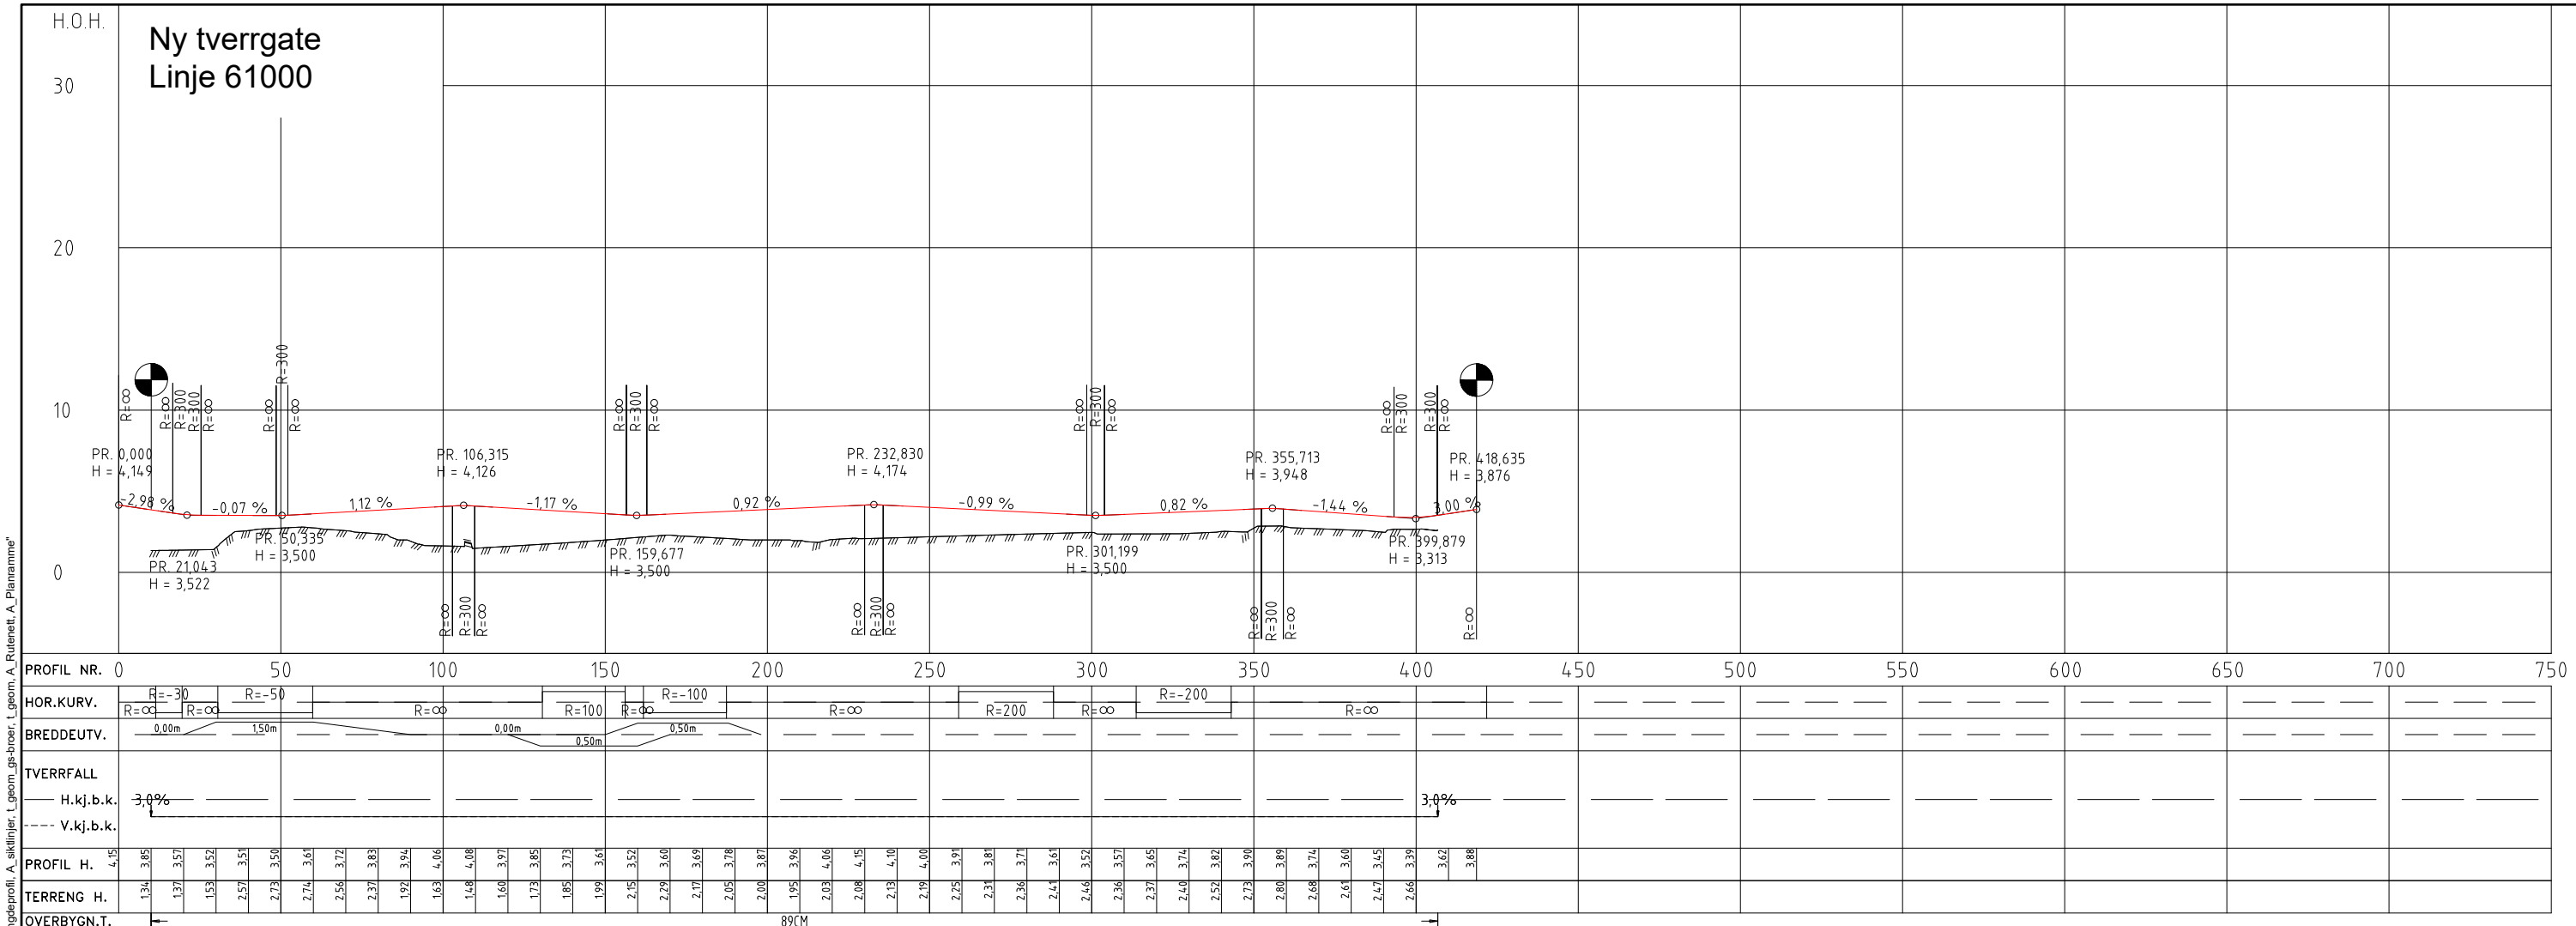 H.O.H.
Ny tverrgate
Linje 61000
30
20
10
0
R=∞
R=∞
R=300
R=300
R=∞
R=∞
R=300
R=∞
R=∞
R=300
R=∞
R=∞
R=300
R=∞
R=∞
R=300
R=300
R=∞
PR. 0,000
H = 4,149
PR. 106,315
H = 4,126
PR. 232,830
H = 4,174
PR. 355,713
H = 3,948
PR. 418,635
H = 3,876
-2,98 %
-0,07 %
1,12 %
-1,17 %
0,92 %
-0,99 %
0,82 %
-1,44 %
3,00 %
PR. 21,043
H = 3,522
PR. 50,335
H = 3,500
PR. 159,677
H = 3,500
PR. 301,199
H = 3,500
PR. 399,879
H = 3,313
R=∞
R=300
R=∞
R=∞
R=300
R=∞
R=∞
R=300
R=∞
R=∞
PROFIL NR. 0 50 100 150 200 250 300 350 400 450 500 550 600 650 700 750
HOR.KURV. R=∞ R=-30 R=∞ R=-50 R=∞ R=100 R=∞ R=-100 R=∞ R=200 R=∞ R=-200 R=∞
BREDDEUTV. 0,00m 1,50m 0,00m 0,50m 0,50m
TVERRFALL
H.kj.b.k. 3,0% 3,0%
V.kj.b.k.
PROFIL H. 4,15 3,85 3,57 3,52 3,51 3,50 3,61 3,72 3,83 3,94 4,06 4,08 3,97 3,85 3,73 3,61 3,52 3,60 3,69 3,78 3,87 3,96 4,06 4,15 4,10 4,00 3,91 3,81 3,71 3,61 3,52 3,57 3,65 3,74 3,82 3,90 3,89 3,74 3,60 3,45 3,39 3,62 3,88
TERRENG H. 1,34 1,37 1,53 2,57 2,73 2,74 2,56 2,37 1,92 1,63 1,48 1,60 1,73 1,85 1,99 2,15 2,29 2,17 2,05 2,00 1,95 2,03 2,08 2,13 2,19 2,25 2,31 2,36 2,41 2,46 2,36 2,37 2,40 2,52 2,73 2,80 2,68 2,61 2,47 2,66
OVERBYGN.T. 89CM
gdeprofil, A_siktlinjer, t_geom_gs-broer, t_geom, A_Rutenett, A_Planramme"